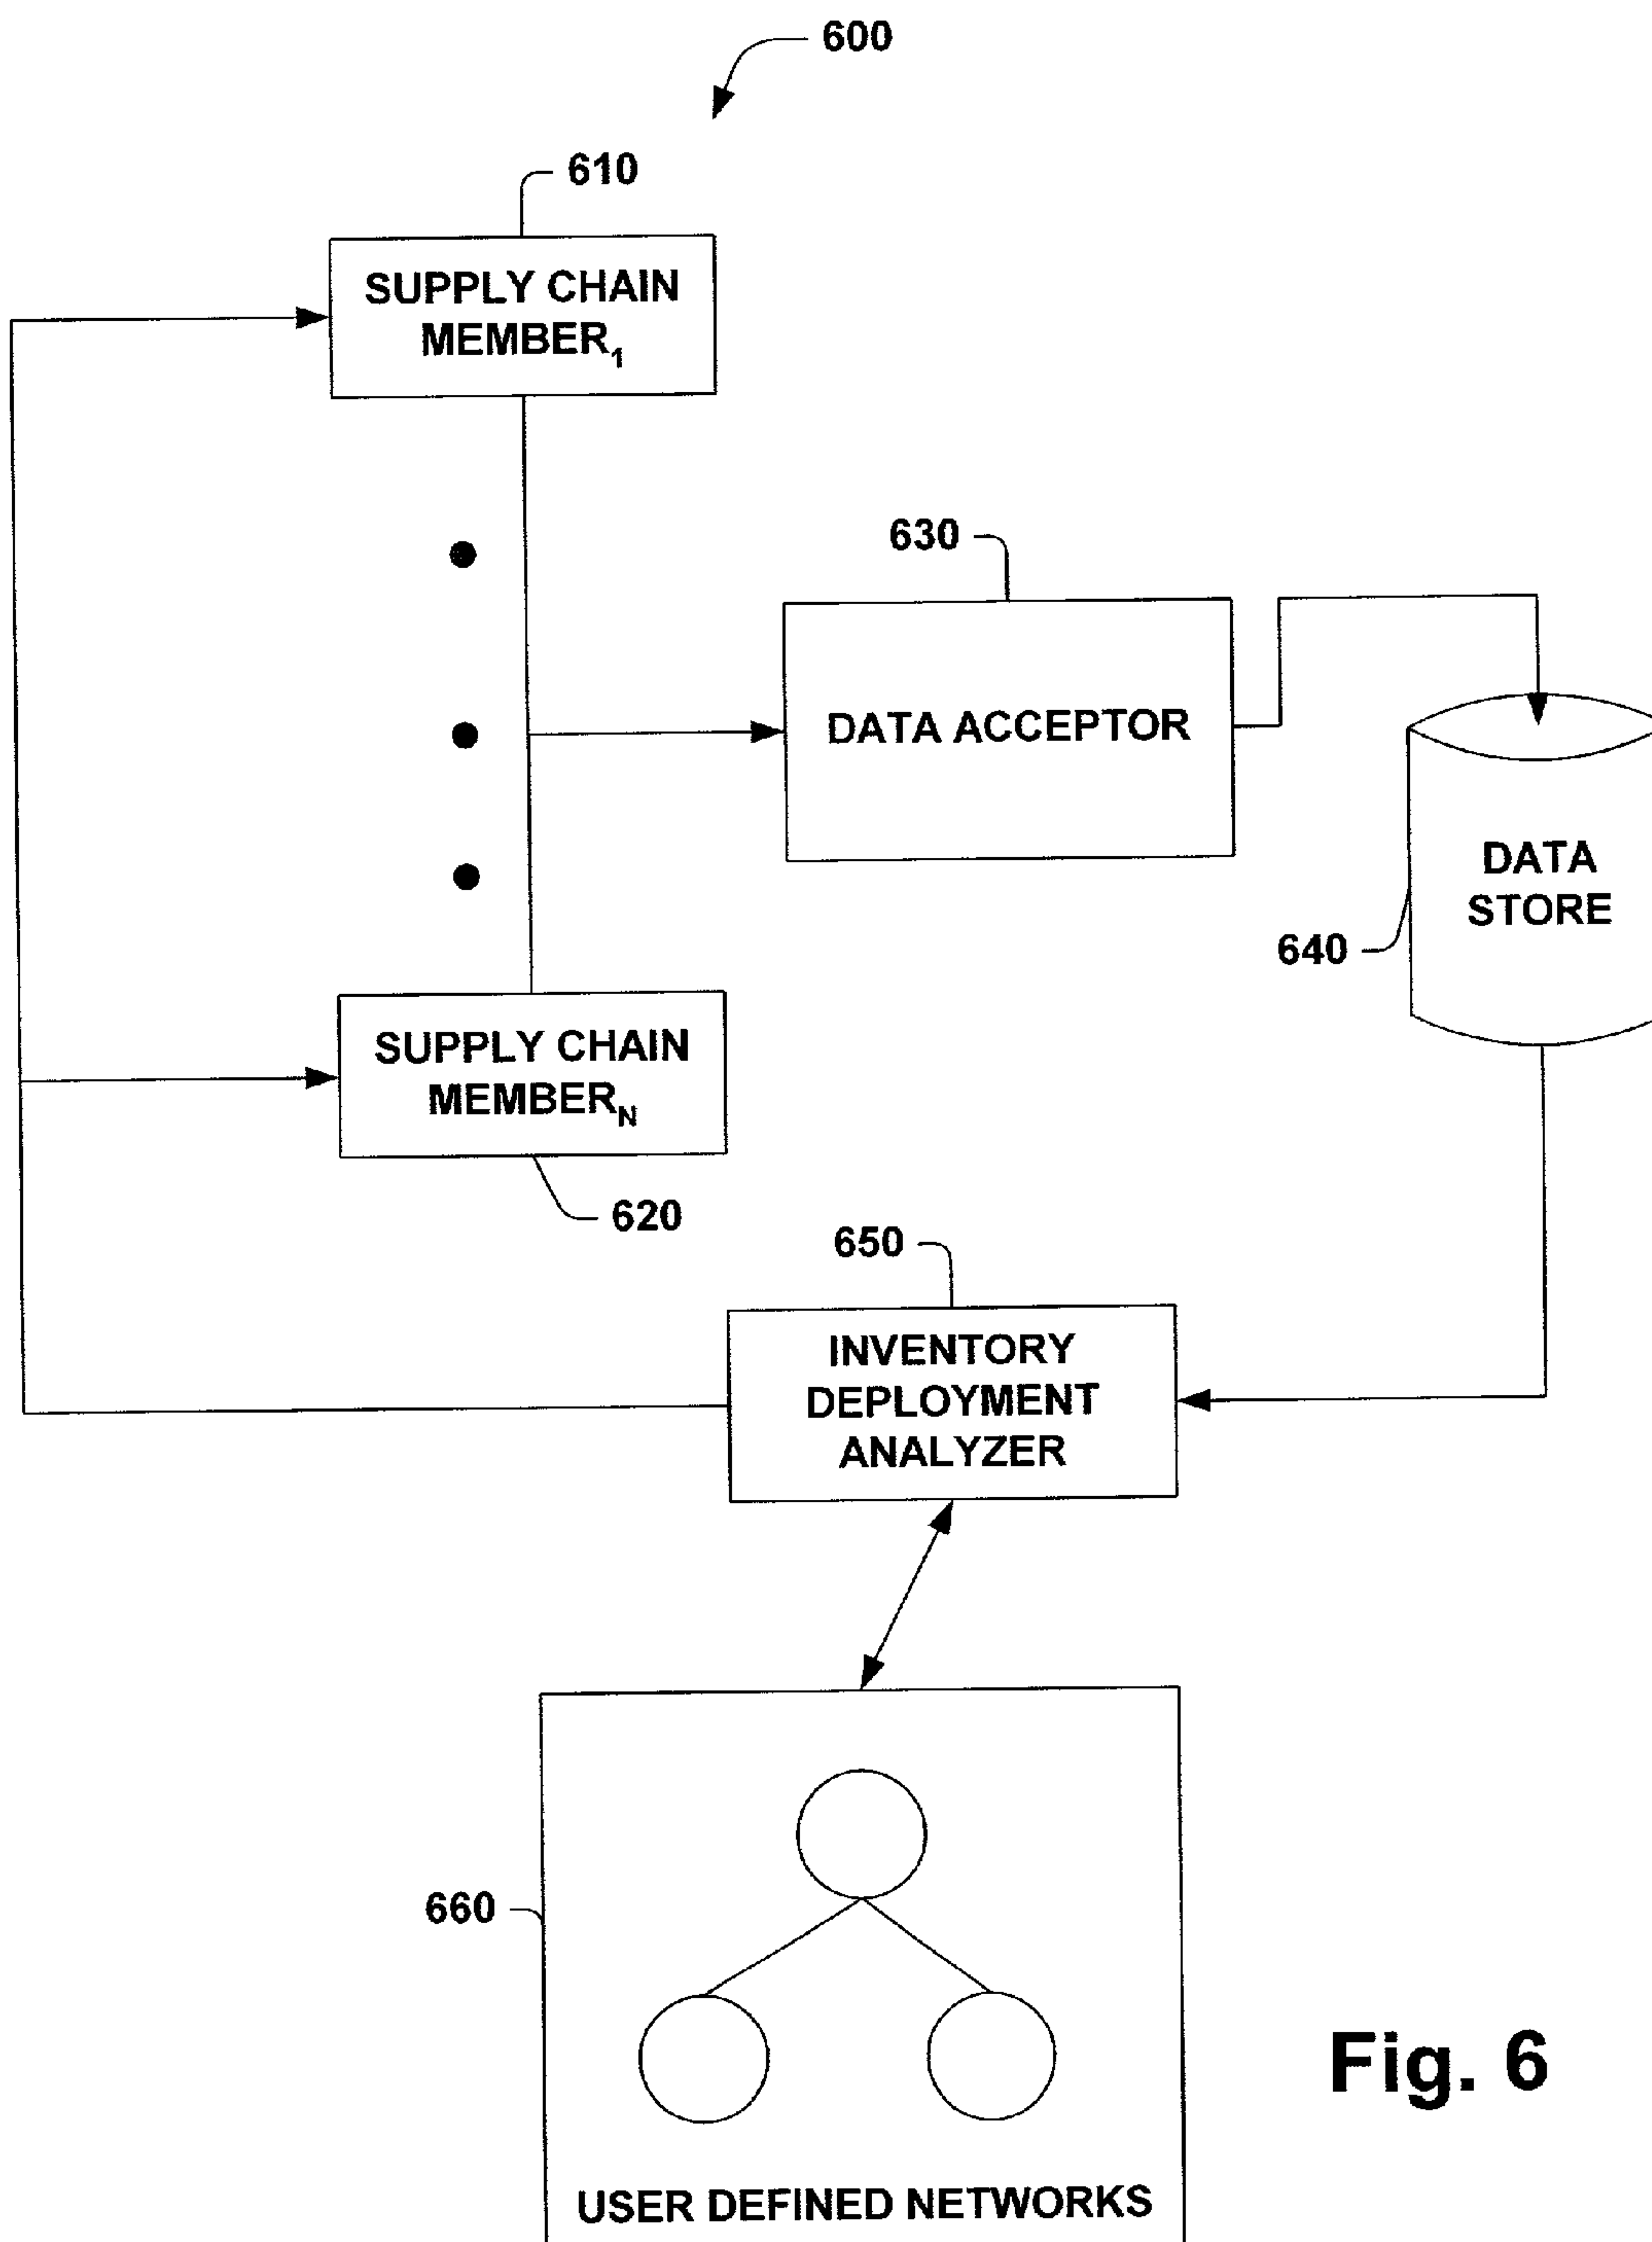 600
610
SUPPLY CHAIN
MEMBER₁
630
DATA ACCEPTOR
DATA
STORE
640
SUPPLY CHAIN
MEMBER_N
620
650
INVENTORY
DEPLOYMENT
ANALYZER
660
USER DEFINED NETWORKS
Fig. 6